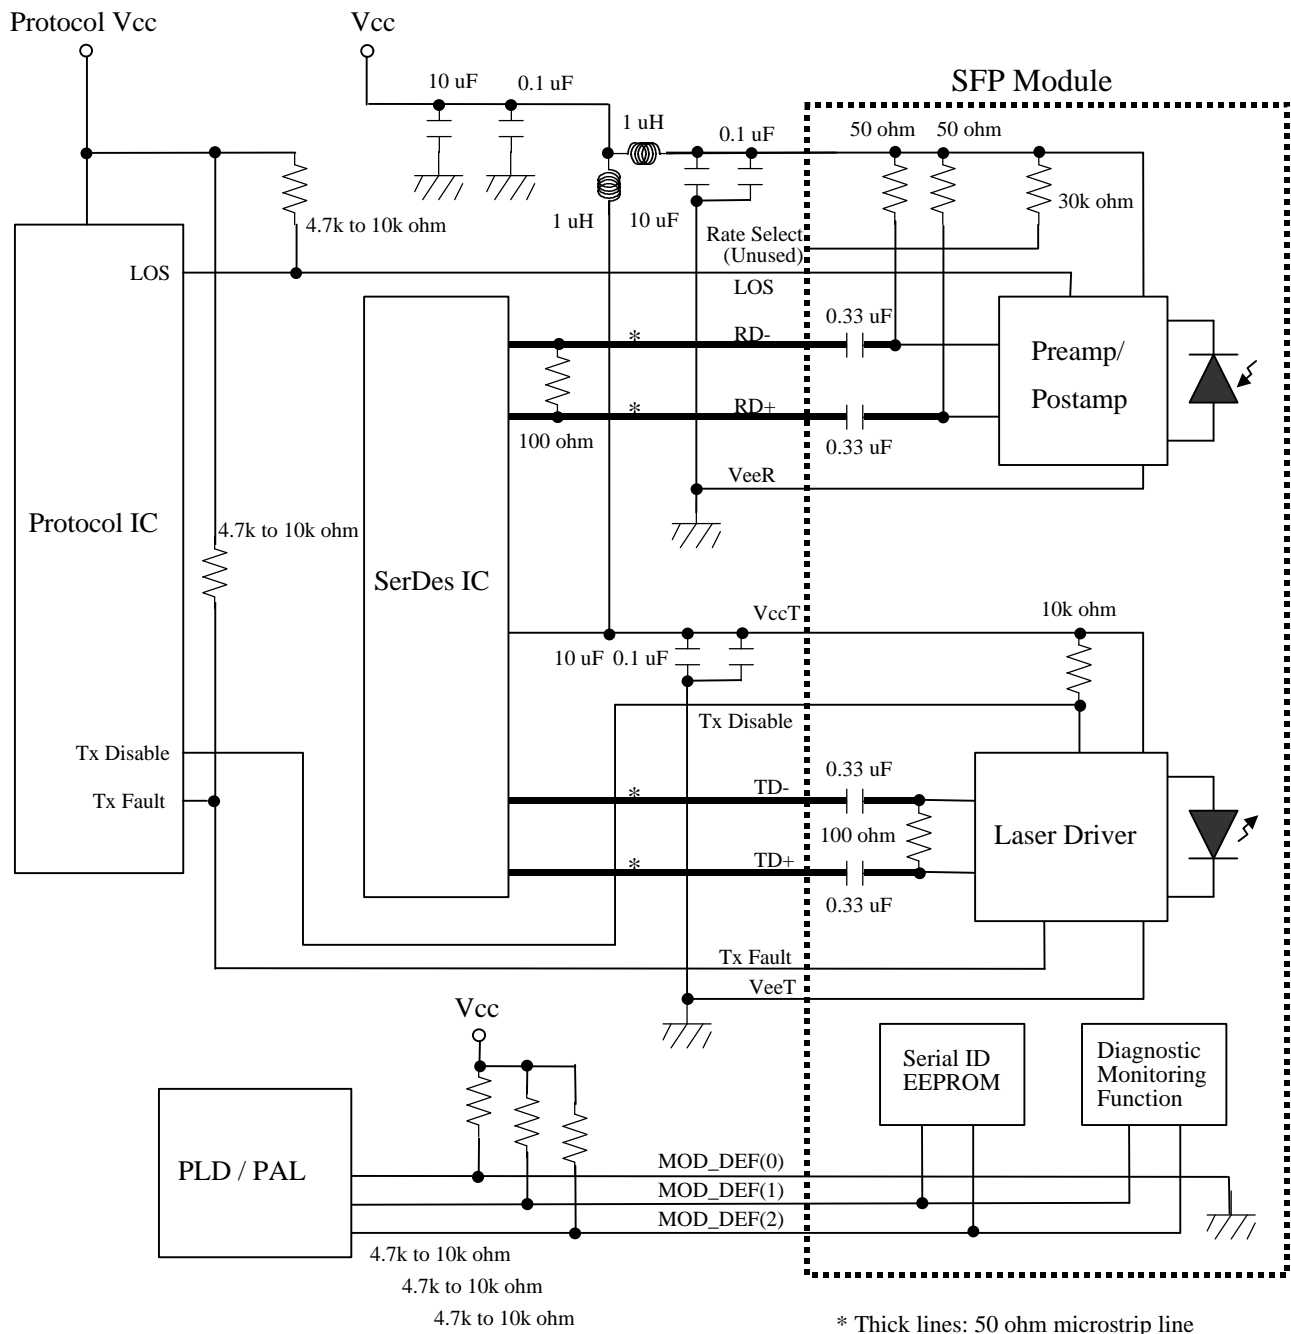 Protocol Vcc
Vcc
10 uF
0.1 uF
SFP Module
1 uH
0.1 uF
50 ohm
50 ohm
4.7k to 10k ohm
1 uH
10 uF
30k ohm
Rate Select
(Unused)
LOS
LOS
0.33 uF
*
RD-
Preamp/
Postamp
*
RD+
100 ohm
0.33 uF
VeeR
Protocol IC
4.7k to 10k ohm
SerDes IC
VccT
10k ohm
10 uF
0.1 uF
Tx Disable
Tx Disable
0.33 uF
Tx Fault
*
TD-
100 ohm
Laser Driver
*
TD+
0.33 uF
Tx Fault
VeeT
Vcc
Serial ID
EEPROM
Diagnostic
Monitoring
Function
PLD / PAL
MOD_DEF(0)
MOD_DEF(1)
MOD_DEF(2)
4.7k to 10k ohm
4.7k to 10k ohm
4.7k to 10k ohm
* Thick lines: 50 ohm microstrip line